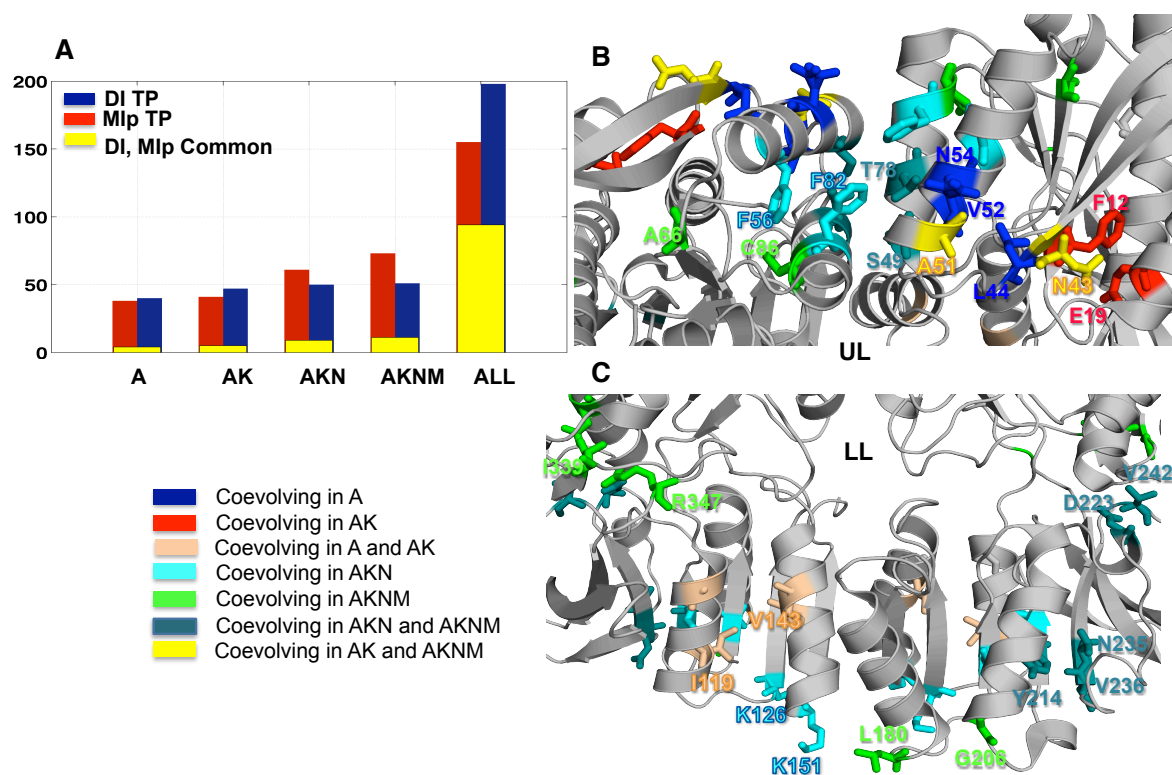 A
200
150
100
50
0
DI TP
MIp TP
DI, MIp Common
A AK AKN AKNM ALL
Coevolving in A
Coevolving in AK
Coevolving in A and AK
Coevolving in AKN
Coevolving in AKNM
Coevolving in AKN and AKNM
Coevolving in AK and AKNM
B
N54
T78
F82
V52
F56
F12
A66
C86
S49
A51
L44
N43
E19
UL
C
LL
I339
R347
V242
D223
V143
I119
N235
K126
Y214
V236
K151
L180
G206